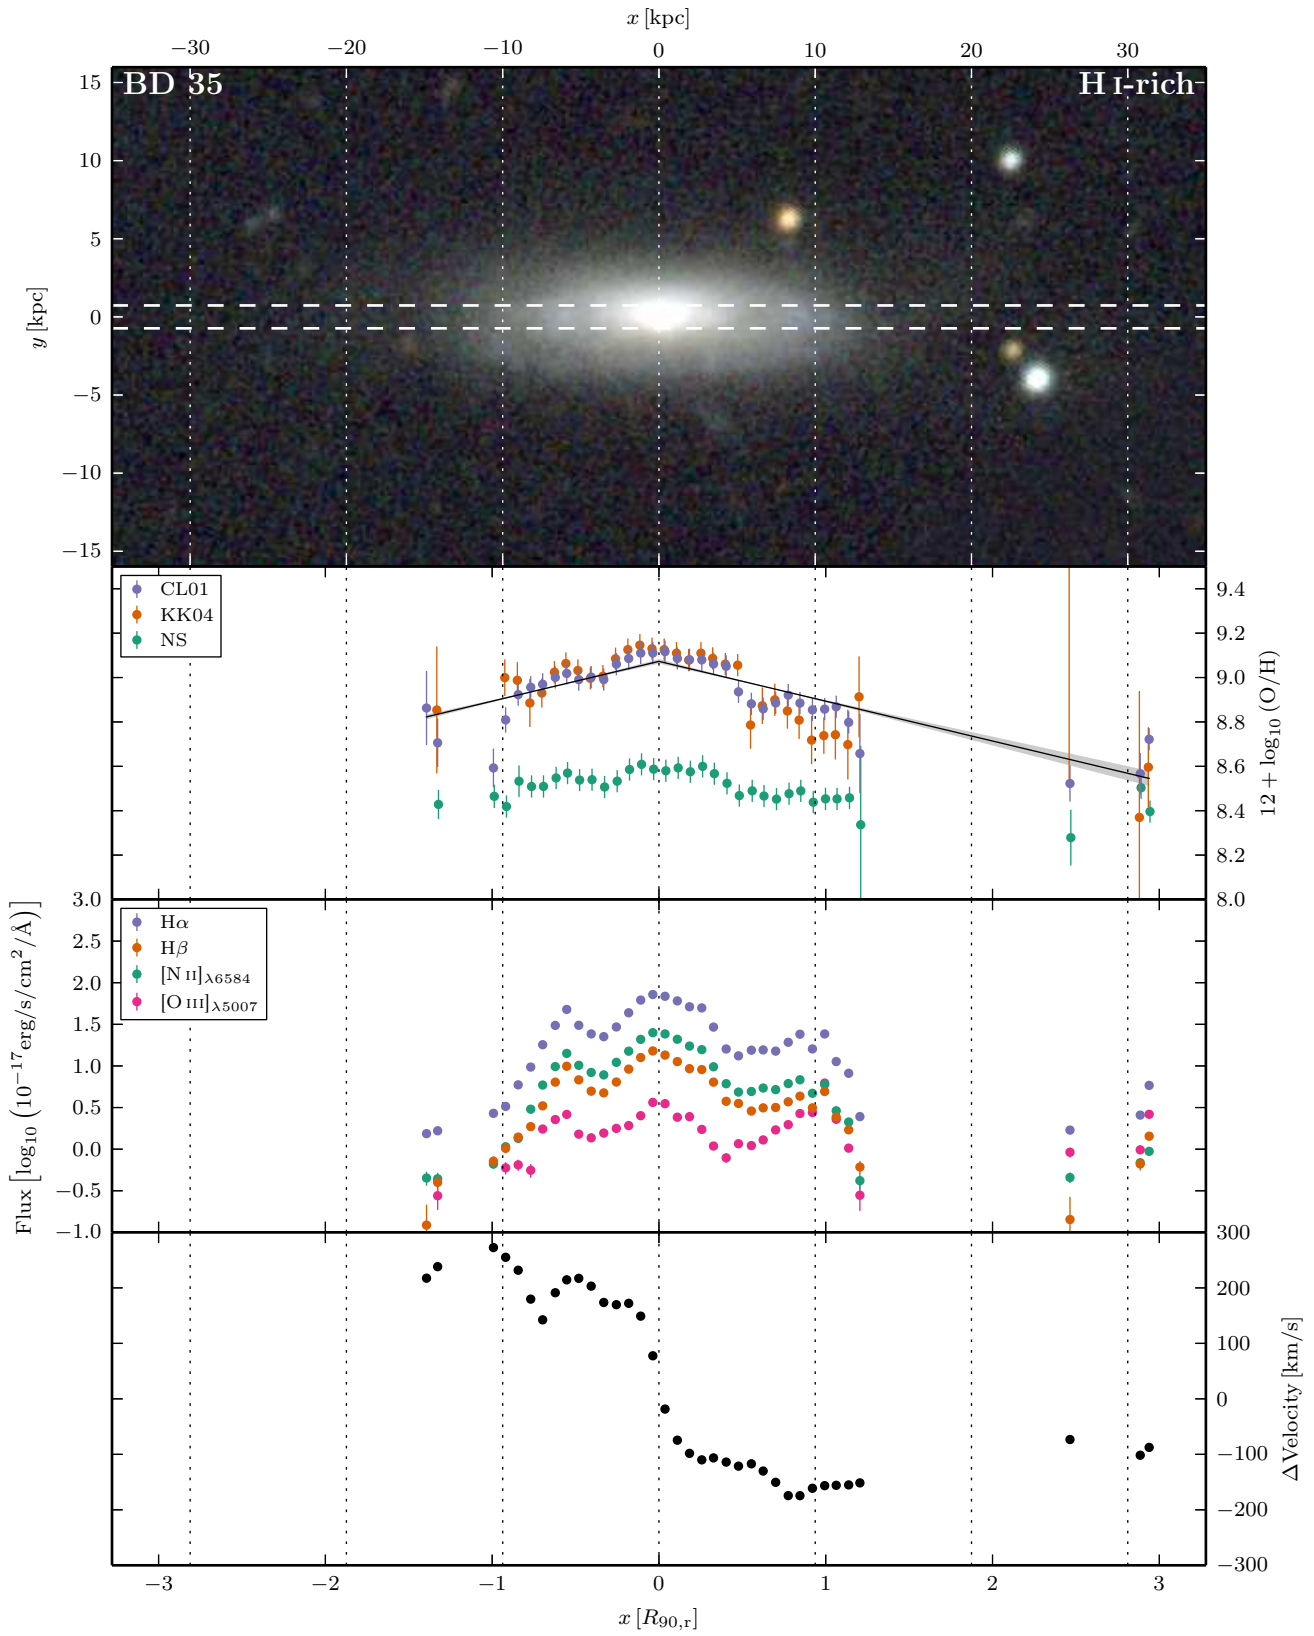 x [kpc]
−30 −20 −10 0 10 20 30
BD 35 H I-rich
15
10
5
0
−5
−10
−15
y [kpc]
CL01
KK04
NS
9.4
9.2
9.0
8.8
8.6
8.4
8.2
8.0
12 + log₁₀ (O/H)
Hα
Hβ
[N II]λ6584
[O III]λ5007
3.0
2.5
2.0
1.5
1.0
0.5
0.0
−0.5
−1.0
Flux [log₁₀ (10⁻¹⁷erg/s/cm²/Å)]
300
200
100
0
−100
−200
−300
ΔVelocity [km/s]
−3 −2 −1 0 1 2 3
x [R₉₀,ᵣ]